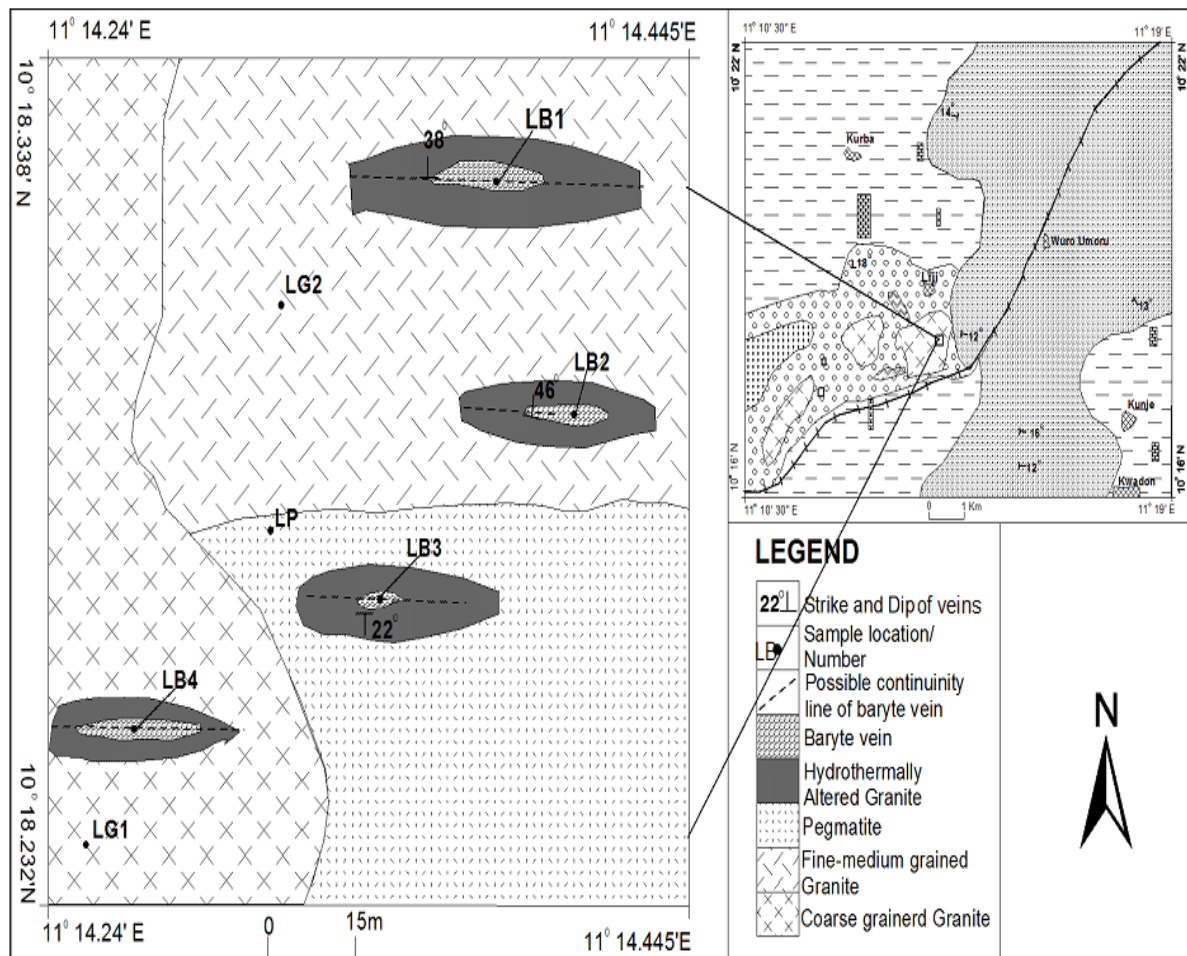 11° 14.24' E
11° 14.445'E
10° 18.338' N
38°
LB1
LG2
46°
LB2
LP
LB3
22°
LB4
LG1
10° 18.232'N
11° 14.24' E
0
15m
11° 14.445'E
11° 10' 30" E
11° 19' E
10° 22' N
10° 22' N
14°
Kurba
Wuro Umoru
18°
Liji
13°
12°
Kunje
16°
12°
Kwadon
10° 16' N
10° 16' N
11° 10' 30" E
0
1 Km
11° 19' E
LEGEND
22° Strike and Dip of veins
LB Sample location/
Number
Possible continuinity
line of baryte vein
Baryte vein
Hydrothermally
Altered Granite
Pegmatite
Fine-medium grained
Granite
Coarse grainerd Granite
N